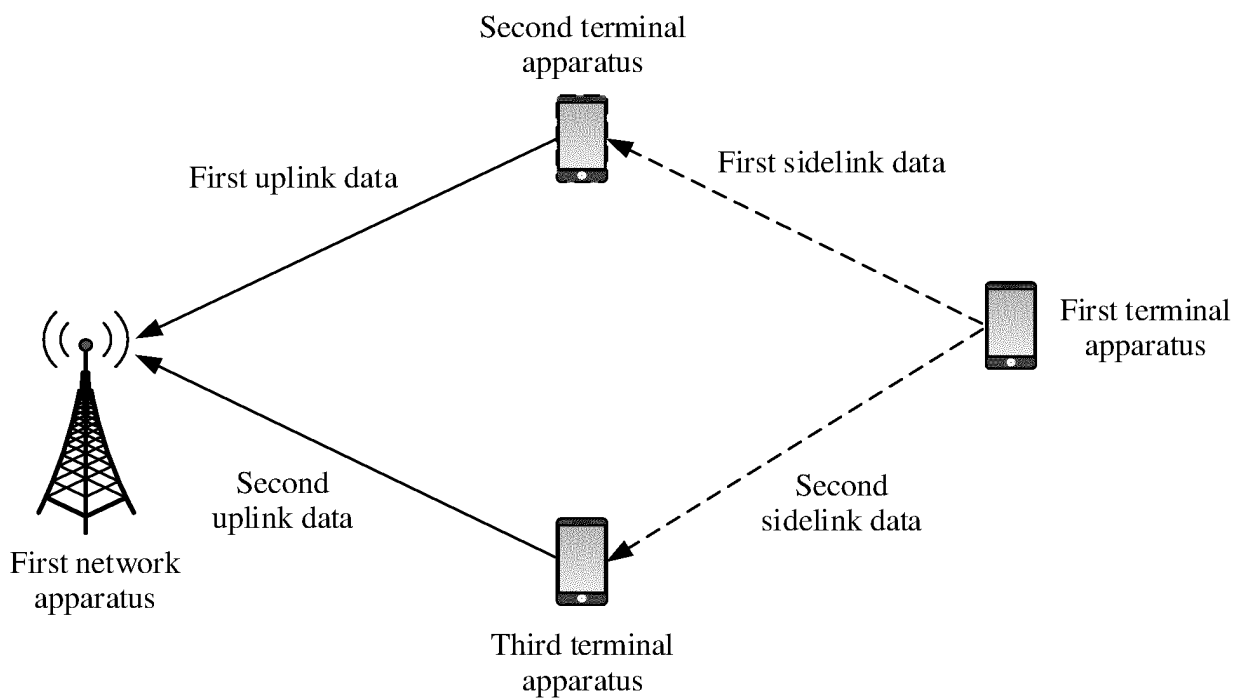 Second terminal
apparatus
First uplink data
First sidelink data
First terminal
apparatus
Second
uplink data
Second
sidelink data
First network
apparatus
Third terminal
apparatus